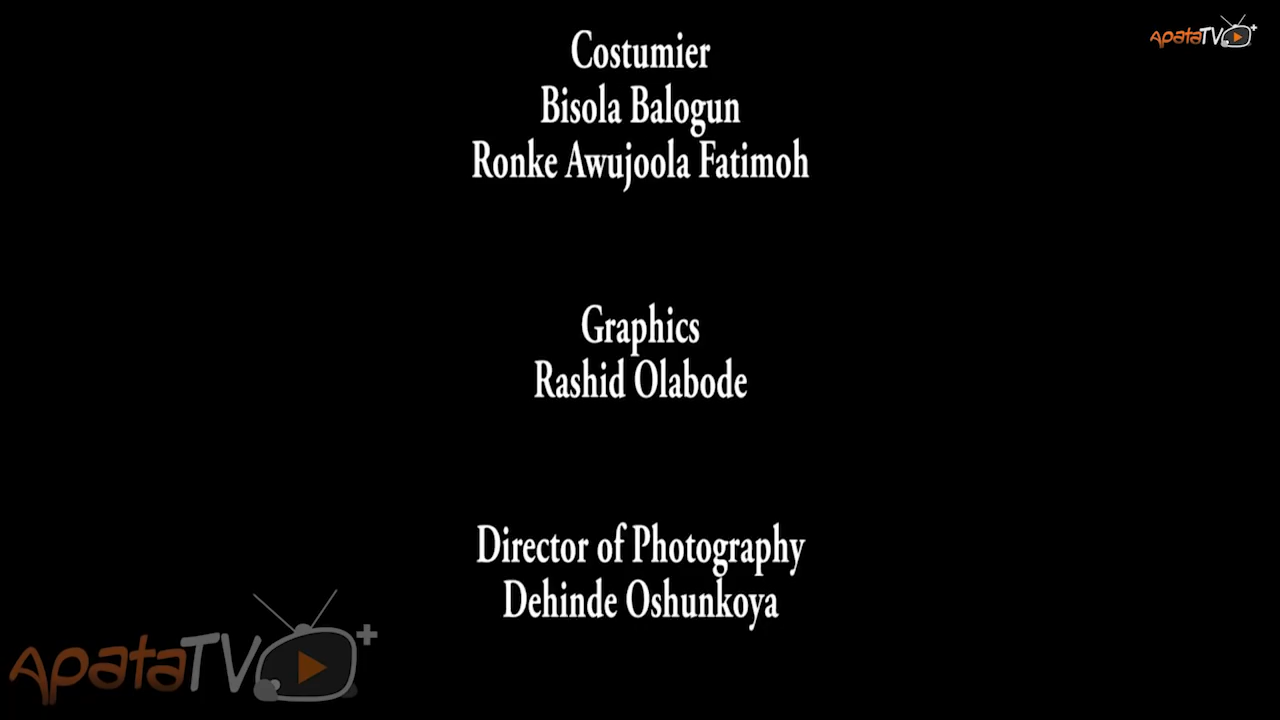 ApataTV+
Costumier
Bisola Balogun
Ronke Awujoola Fatimoh
Graphics
Rashid Olabode
Director of Photography
Dehinde Oshunkoya
ApataTV+